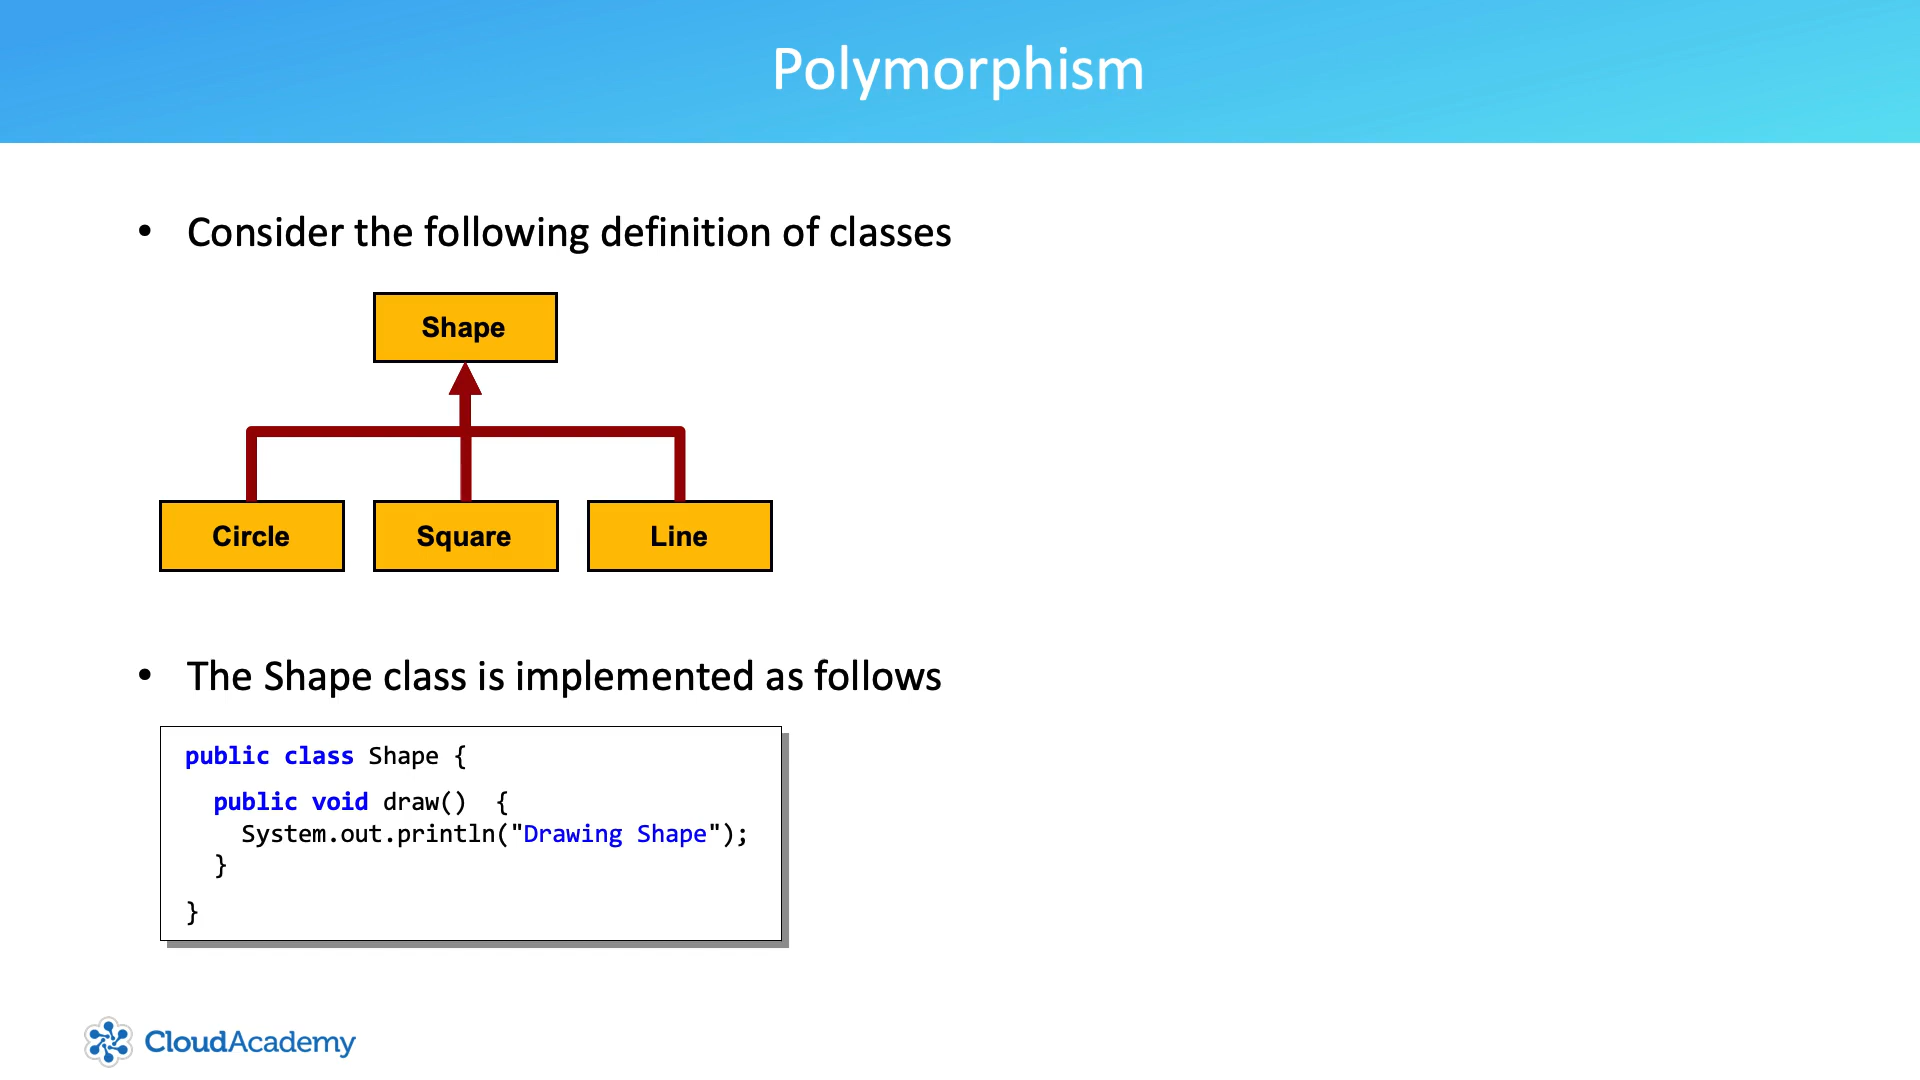 Polymorphism
• Consider the following definition of classes
Shape
Circle Square Line
• The Shape class is implemented as follows
public class Shape {
public void draw()  {
System.out.println("Drawing Shape");
}
}
CloudAcademy